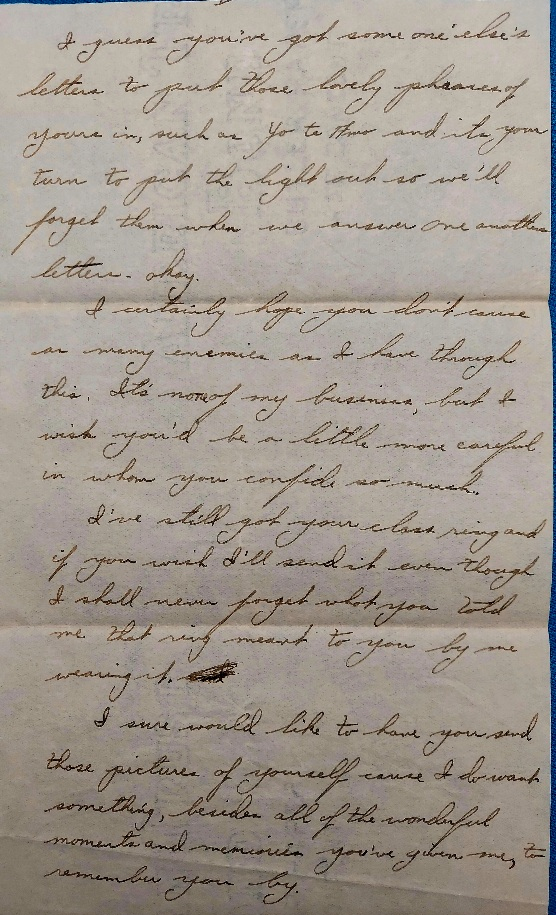 I guess you've got some one else's
letters to put those lovely phrases of
yours in, such as Yo te Amo and its your
turn to put the light out so we'll
forget them when we answer one anothers
letters. okay.
I certainly hope you don't cause
as many enemies as I have through
this. It's none of my business, but I
wish you'd be a little more careful
in whom you confide so much.
I've still got your class ring and
if you wish I'll send it even though
I shall never forget what you told
me that ring meant to you by me
wearing it.
I sure would like to have you send
those pictures of yourself cause I do want
something, besides all of the wonderful
moments and memories you've given me, to
remember you by.